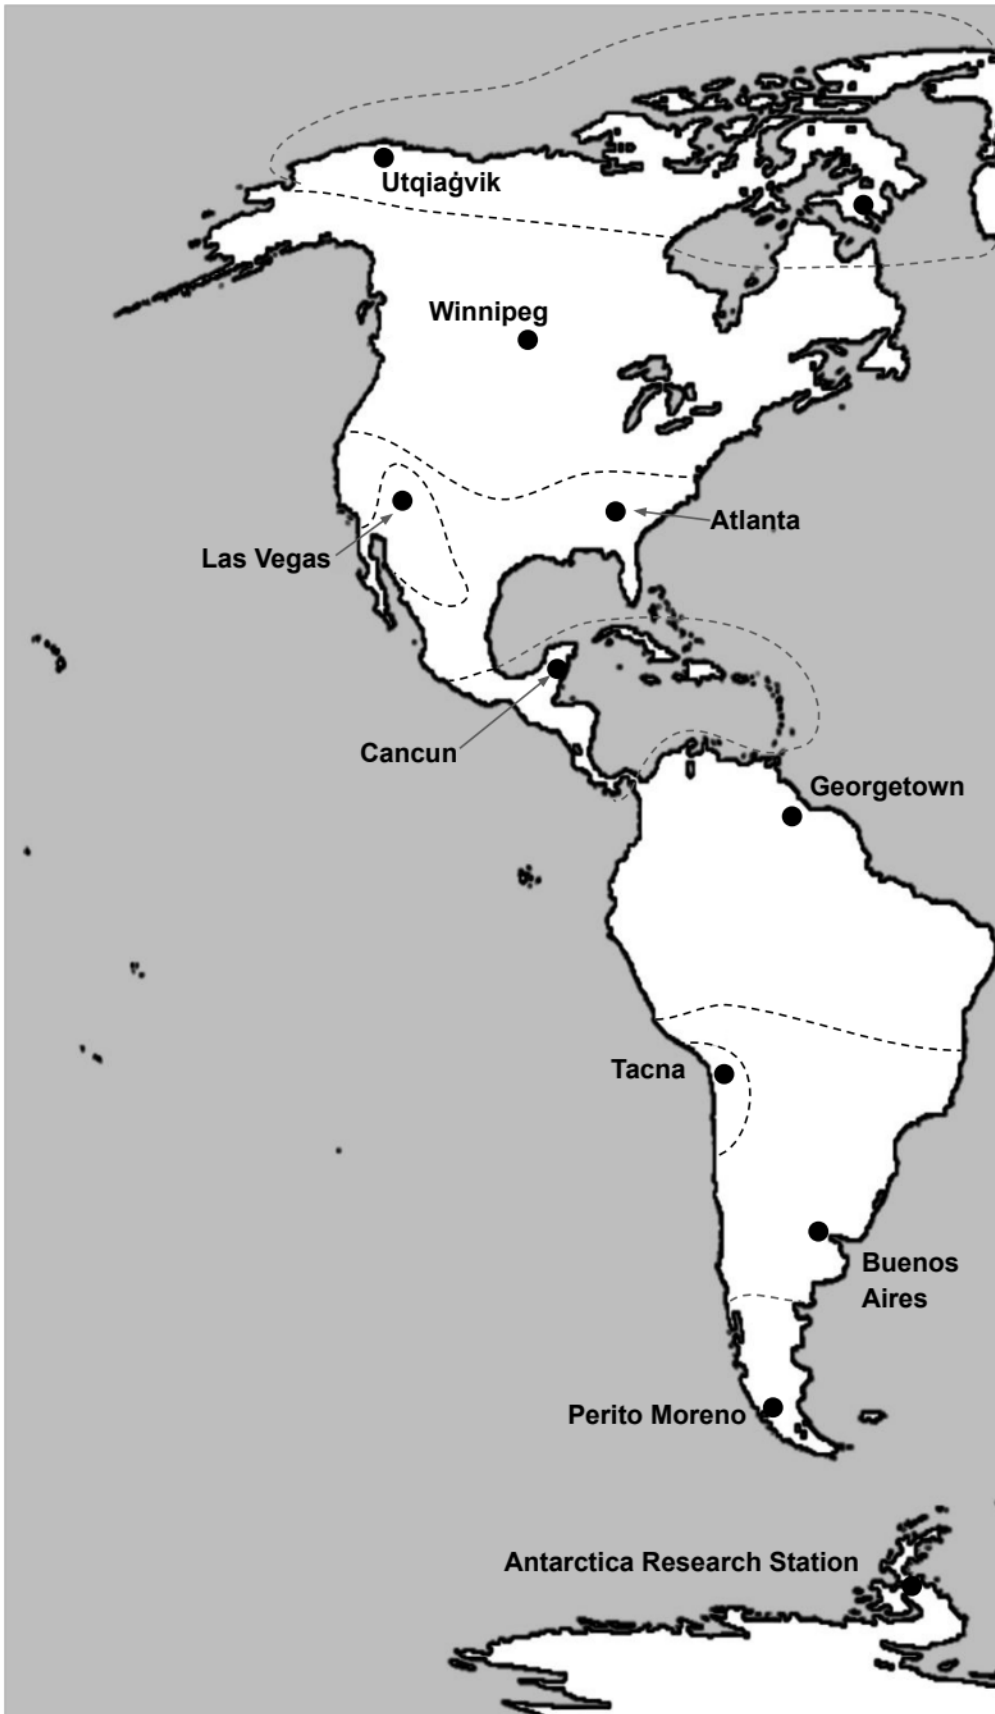 Utqiaġvik
Winnipeg
Atlanta
Las Vegas
Cancun
Georgetown
Tacna
Buenos
Aires
Perito Moreno
Antarctica Research Station